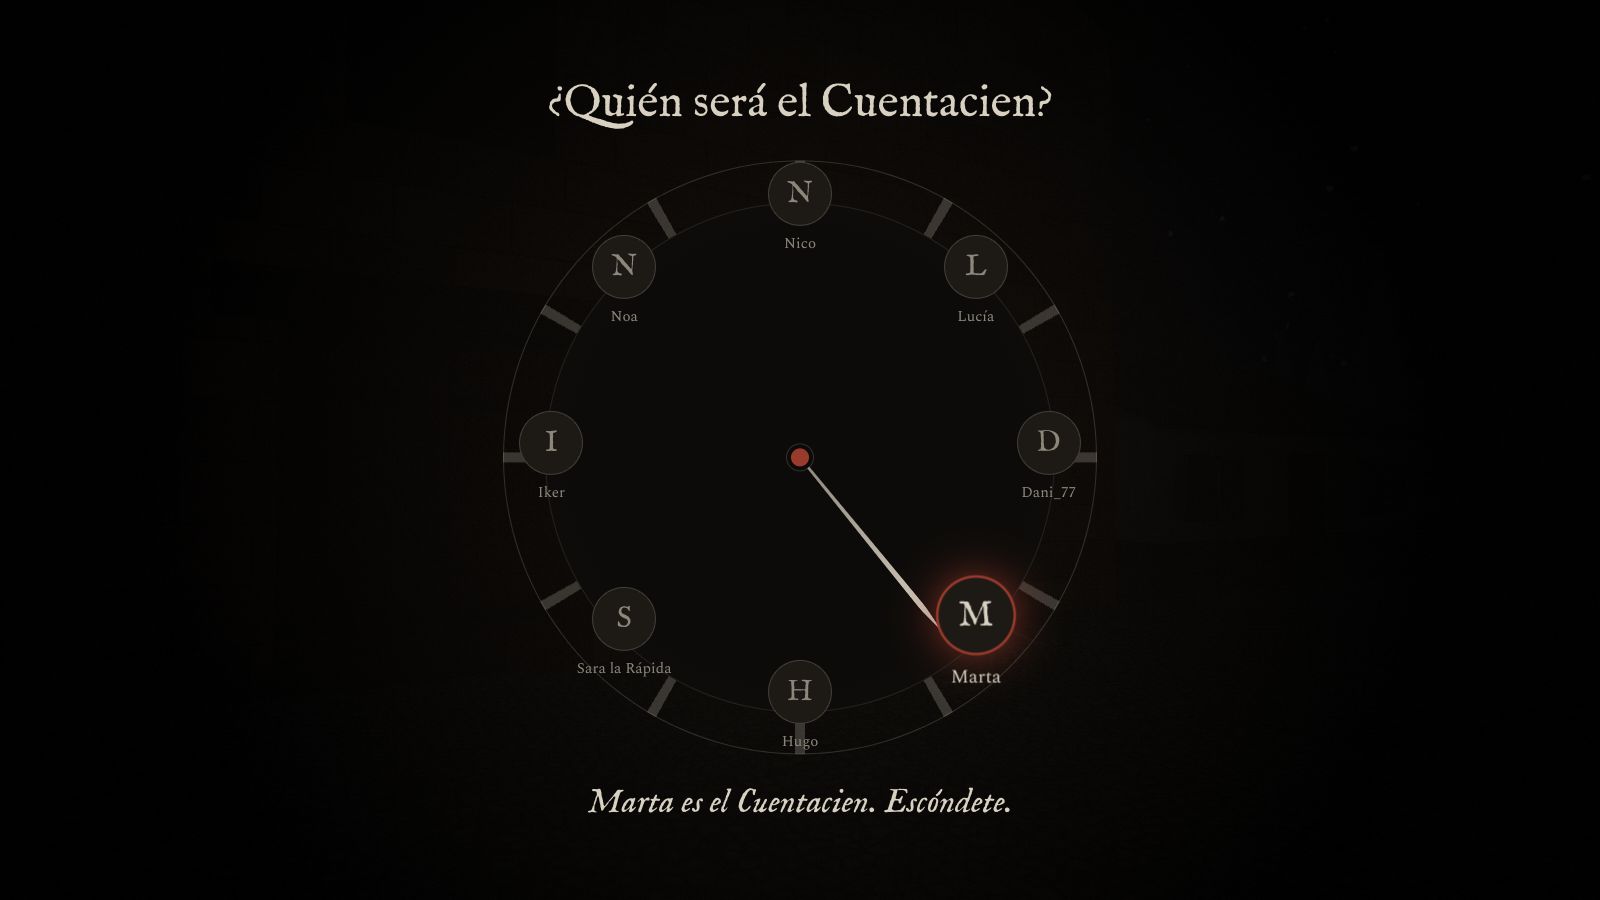 ¿Quién será el Cuentacien?
N
Nico
N
Noa
L
Lucía
I
Iker
D
Dani_77
S
Sara la Rápida
M
Marta
H
Hugo
Marta es el Cuentacien. Escóndete.